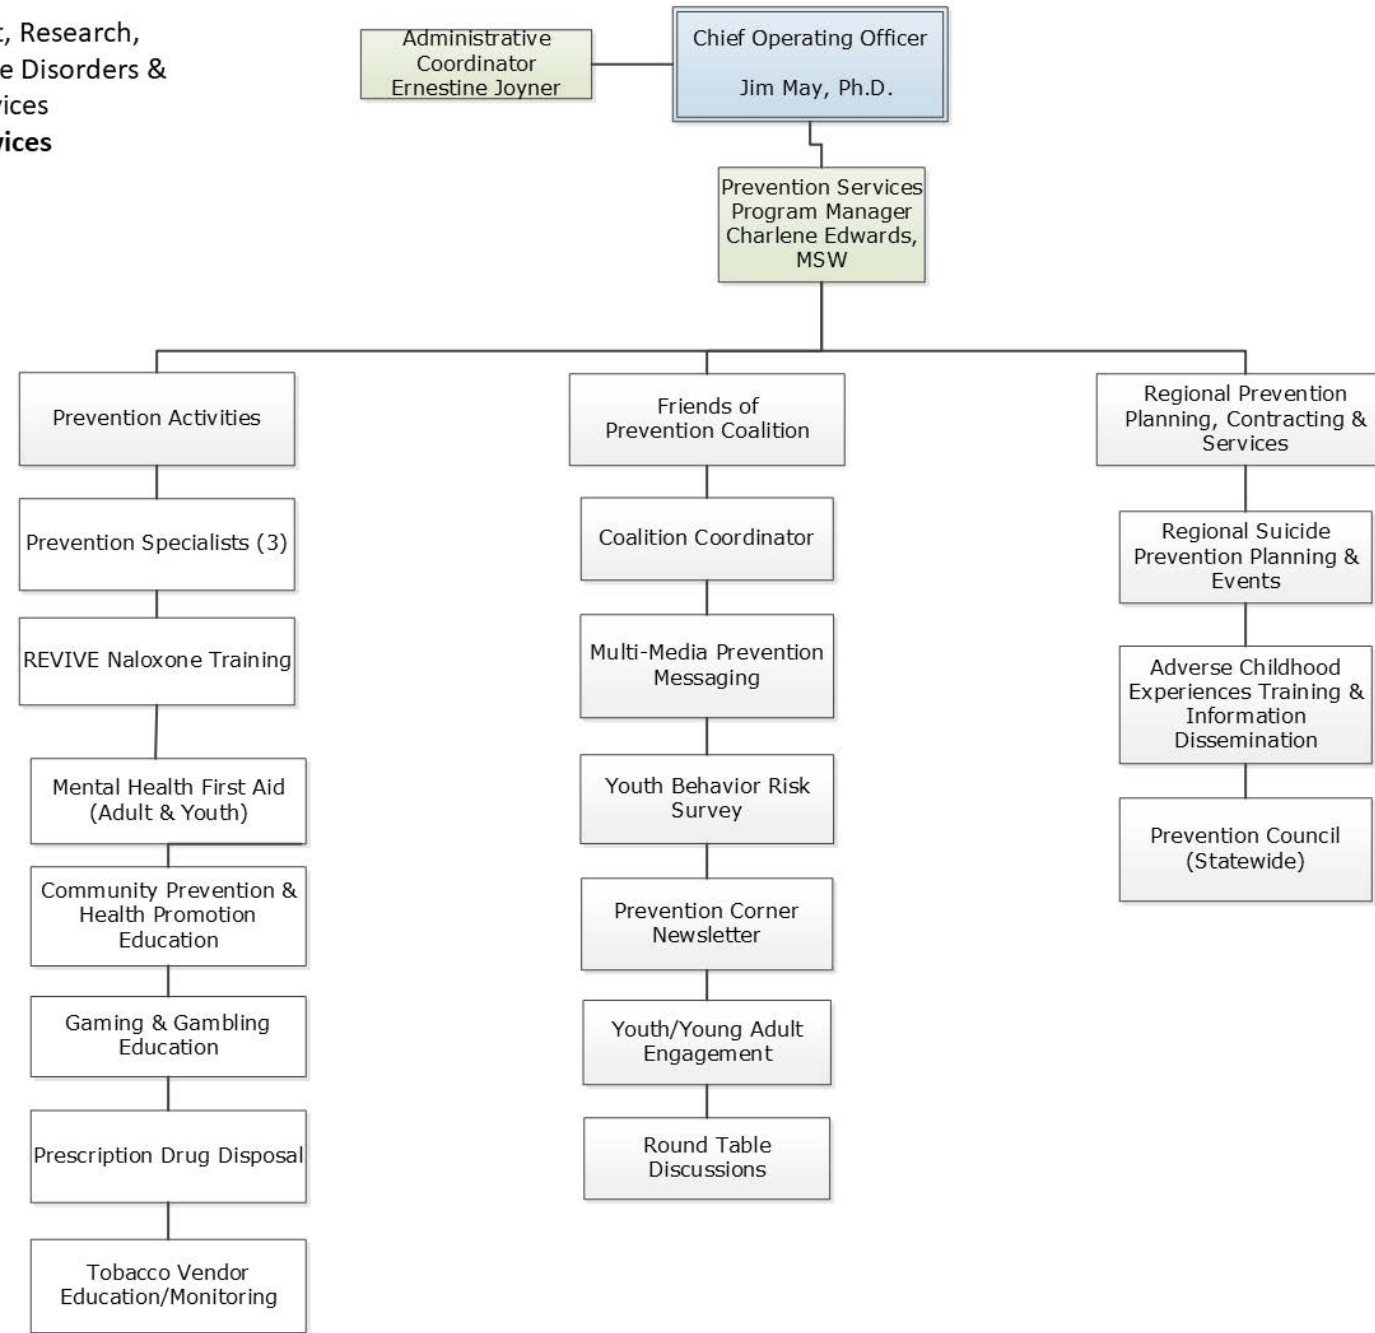 t, Research,
e Disorders &
vices
vices
Administrative
Coordinator
Ernestine Joyner
Chief Operating Officer
Jim May, Ph.D.
Prevention Services
Program Manager
Charlene Edwards,
MSW
Prevention Activities
Prevention Specialists (3)
REVIVE Naloxone Training
Mental Health First Aid
(Adult & Youth)
Community Prevention &
Health Promotion
Education
Gaming & Gambling
Education
Prescription Drug Disposal
Tobacco Vendor
Education/Monitoring
Friends of
Prevention Coalition
Coalition Coordinator
Multi-Media Prevention
Messaging
Youth Behavior Risk
Survey
Prevention Corner
Newsletter
Youth/Young Adult
Engagement
Round Table
Discussions
Regional Prevention
Planning, Contracting &
Services
Regional Suicide
Prevention Planning &
Events
Adverse Childhood
Experiences Training &
Information
Dissemination
Prevention Council
(Statewide)